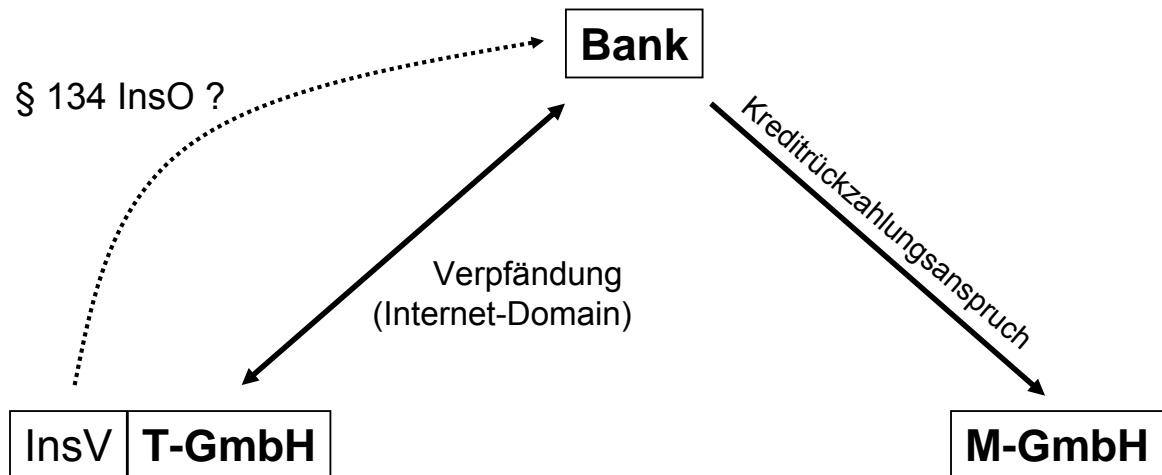 Bank
§ 134 InsO ?
Kreditrückzahlungsanspruch
Verpfändung
(Internet-Domain)
InsV T-GmbH
M-GmbH